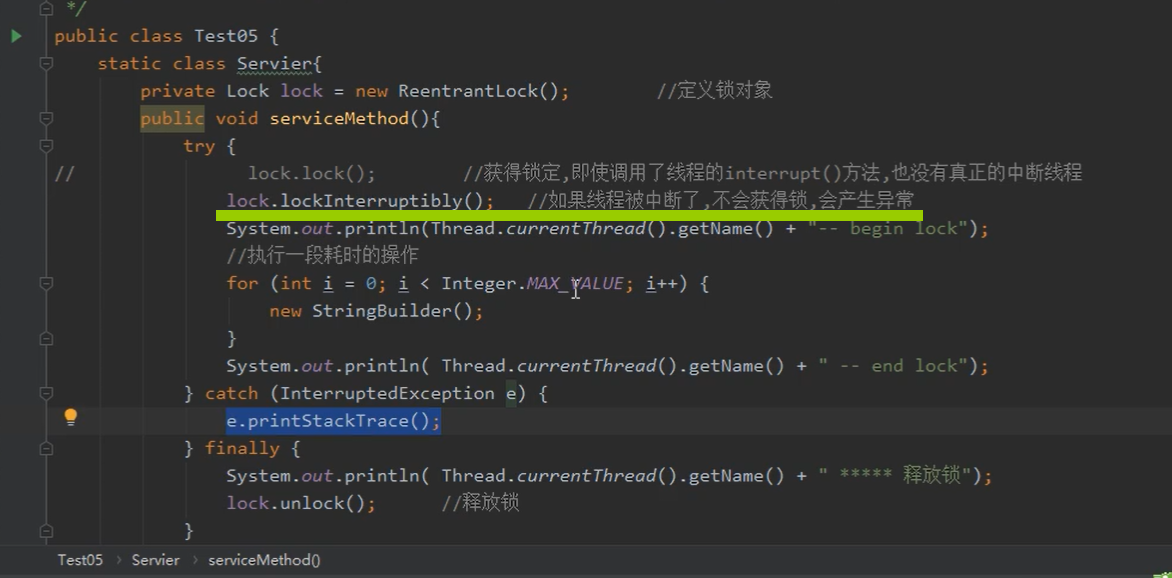 */
public class Test05 {
static class Servier{
private Lock lock = new ReentrantLock(); //定义锁对象
public void serviceMethod(){
try {
// lock.lock(); //获得锁定,即使调用了线程的interrupt()方法,也没有真正的中断线程
lock.lockInterruptibly(); //如果线程被中断了,不会获得锁,会产生异常
System.out.println(Thread.currentThread().getName() + "-- begin lock");
//执行一段耗时的操作
for (int i = 0; i < Integer.MAX_VALUE; i++) {
new StringBuilder();
}
System.out.println( Thread.currentThread().getName() + " -- end lock");
} catch (InterruptedException e) {
e.printStackTrace();
} finally {
System.out.println( Thread.currentThread().getName() + " ***** 释放锁");
lock.unlock(); //释放锁
}
Test05 › Servier › serviceMethod()